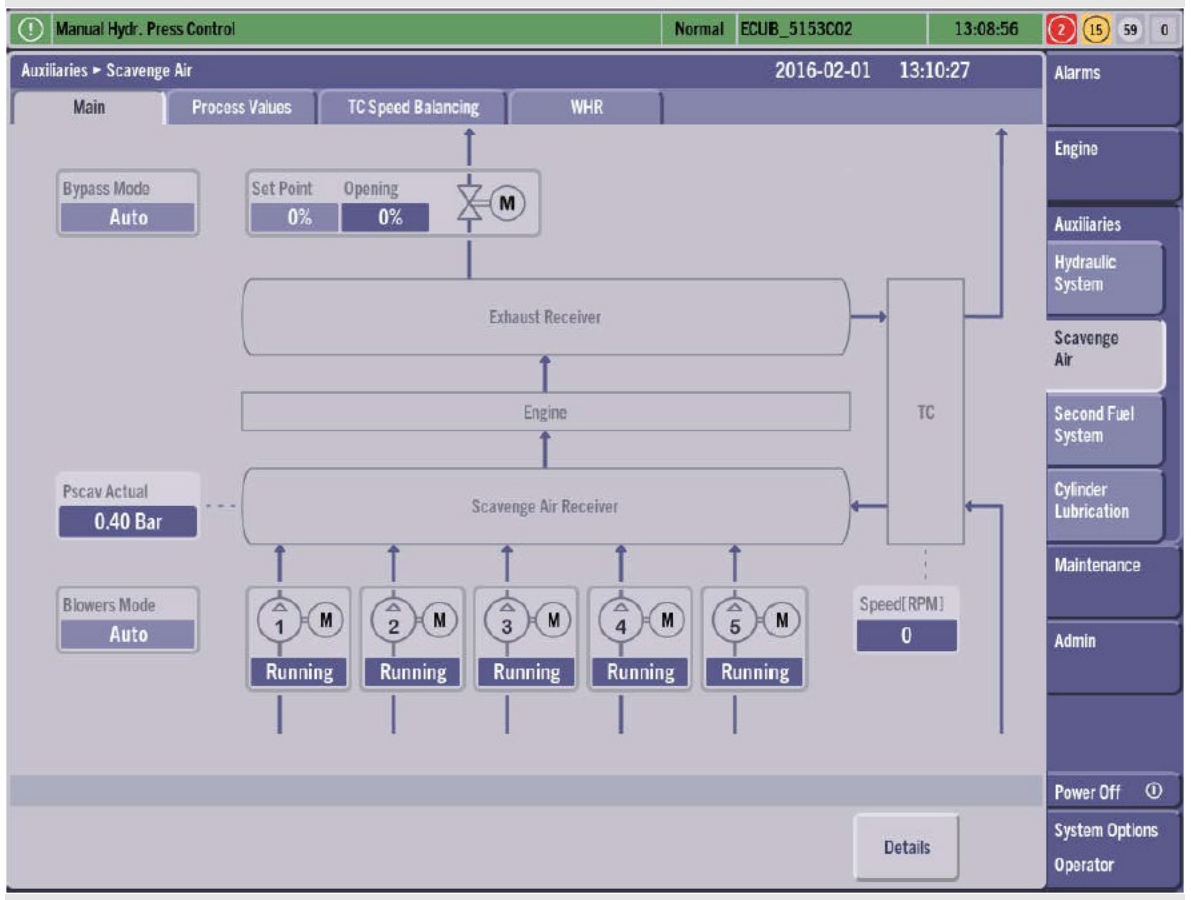 Manual Hydr. Press Control Normal ECUB_5153C02 13:08:56 2 15 59 0
Auxiliaries ► Scavenge Air 2016-02-01 13:10:27
Main Process Values TC Speed Balancing WHR
Bypass Mode
Auto
Set Point Opening
0% 0% M
Exhaust Receiver
Engine
TC
Pscav Actual
0.40 Bar
Scavenge Air Receiver
Blowers Mode
Auto
1 M 2 M 3 M 4 M 5 M
Running Running Running Running Running
Speed[RPM]
0
Details
Alarms
Engine
Auxiliaries
Hydraulic
System
Scavenge
Air
Second Fuel
System
Cylinder
Lubrication
Maintenance
Admin
Power Off
System Options
Operator